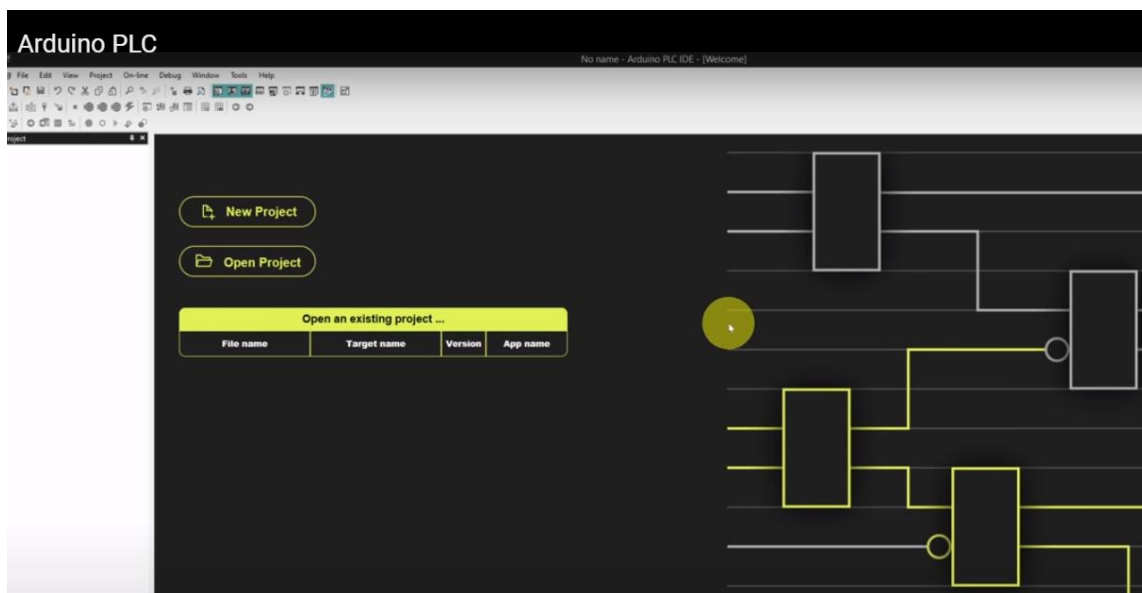 Arduino PLC
No name - Arduino PLC IDE - [Welcome]
File Edit View Project On-line Debug Window Tools Help
roject
New Project
Open Project
Open an existing project ...
File name Target name Version App name